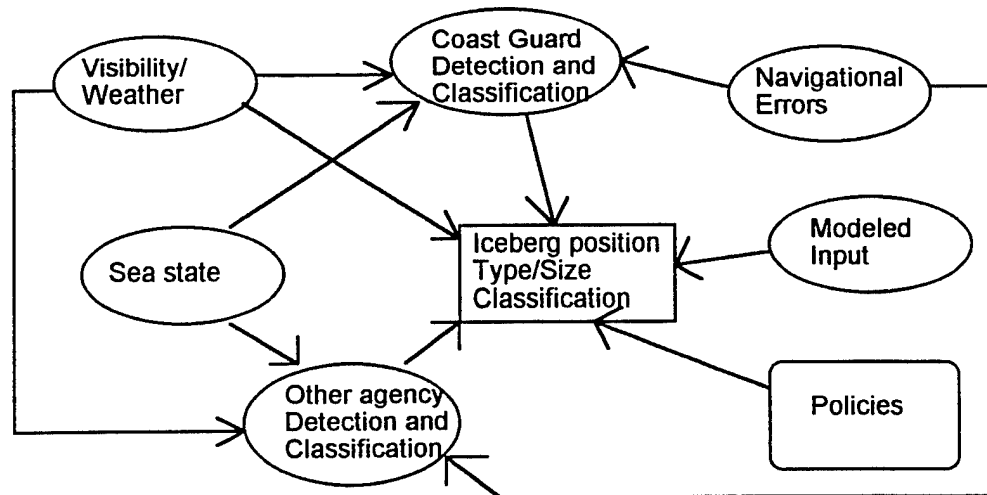 Visibility/
Weather
Coast Guard
Detection and
Classification
Navigational
Errors
Sea state
Iceberg position
Type/Size
Classification
Modeled
Input
Other agency
Detection and
Classification
Policies